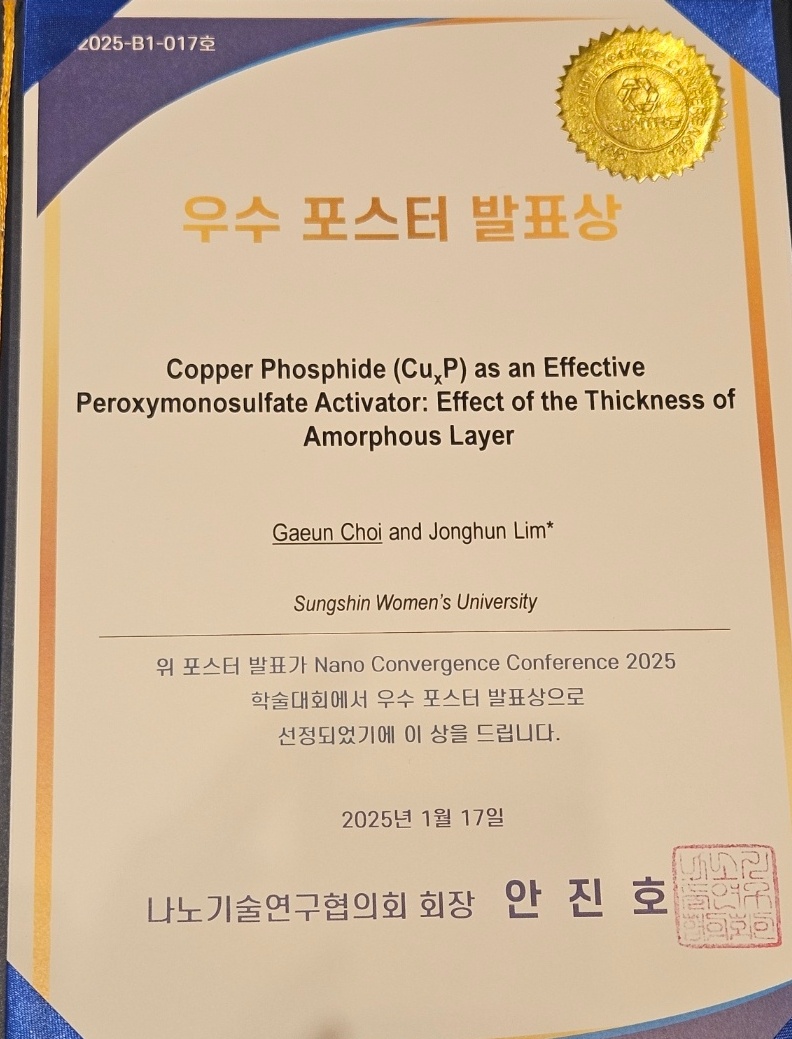 2025-B1-017호
우수 포스터 발표상
Copper Phosphide (CuxP) as an Effective
Peroxymonosulfate Activator: Effect of the Thickness of
Amorphous Layer
Gaeun Choi and Jonghun Lim*
Sungshin Women's University
위 포스터 발표가 Nano Convergence Conference 2025
학술대회에서 우수 포스터 발표상으로
선정되었기에 이 상을 드립니다.
2025년 1월 17일
나노기술연구협의회 회장 안 진 호